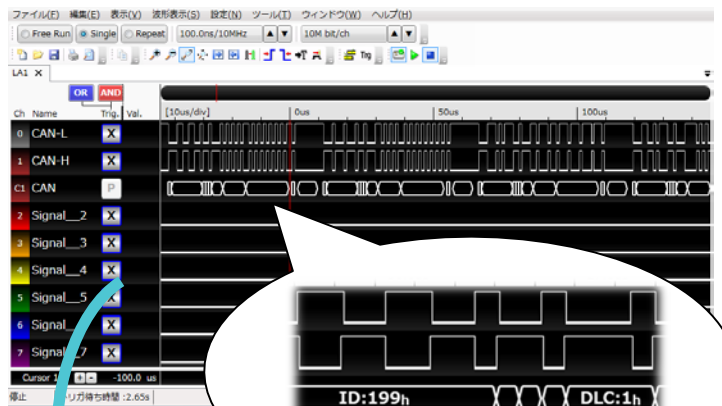 ファイル(F) 編集(E) 表示(V) 波形表示(S) 設定(N) ツール(T) ウィンドウ(W) ヘルプ(H)
Free Run Single Repeat 100.0ns/10MHz 10M bit/ch
Trig
LA1 X
OR AND
Ch Name Trig. Val. [10us/div] 0us 50us 100us
0 CAN-L X
1 CAN-H X
C1 CAN P
2 Signal__2 X
3 Signal__3 X
4 Signal__4 X
5 Signal__5 X
6 Signal_ X
7 Signal_7 X
Cursor 1 -100.0 us
停止 リガ待ち時間 :2.65s
ID:199h DLC:1h